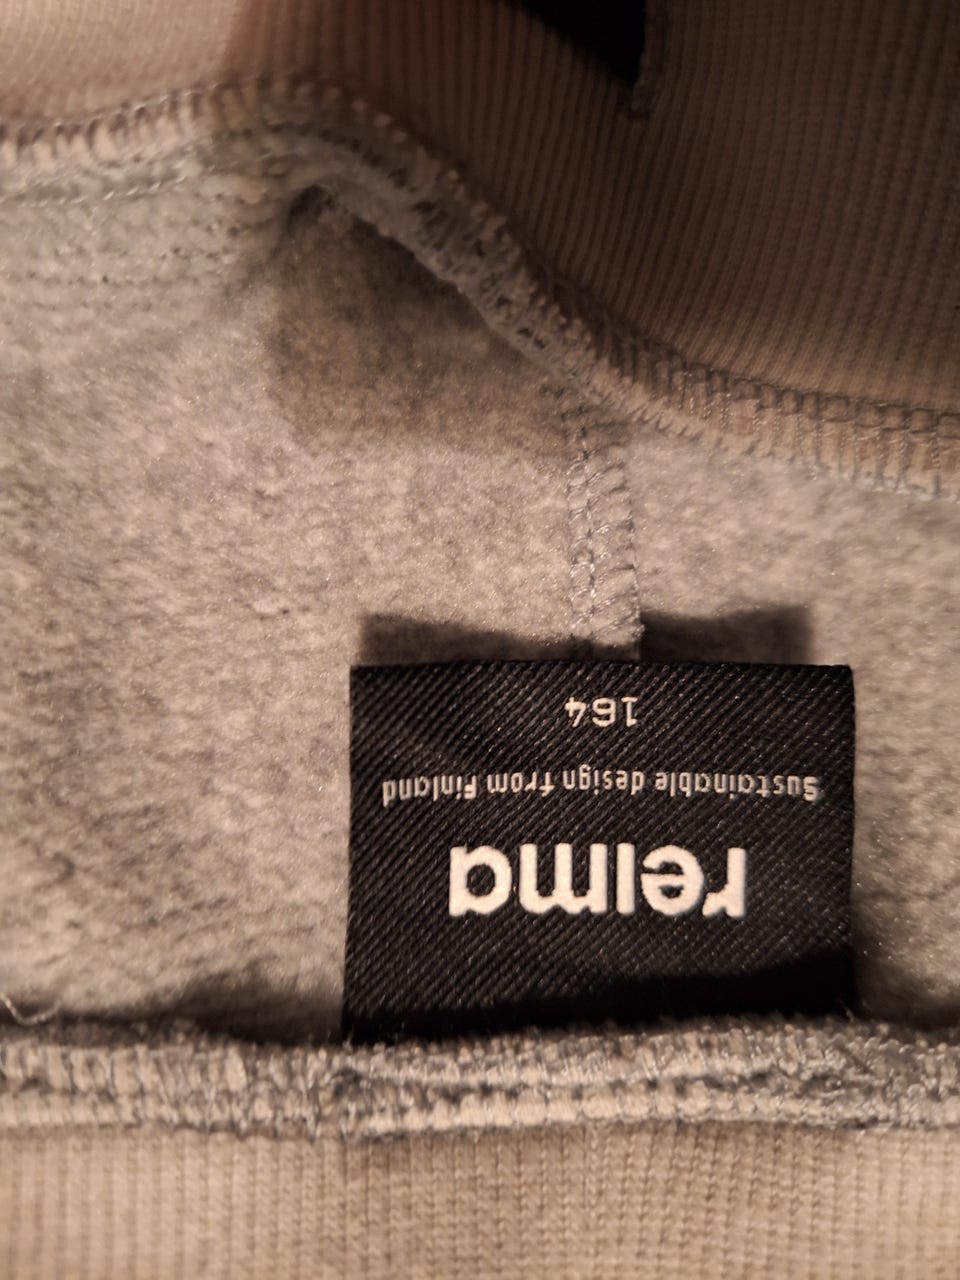 reima
Sustainable design from Finland
164